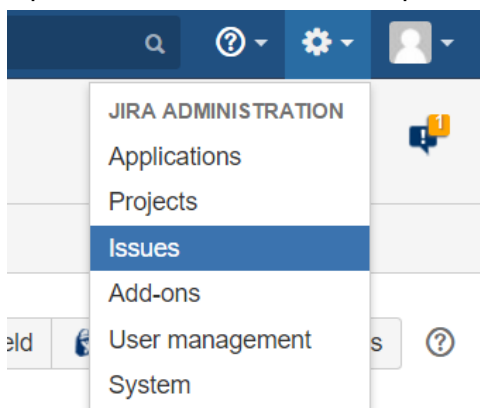 JIRA ADMINISTRATION
1
Applications
Projects
Issues
Add-ons
eld
User management
s
System